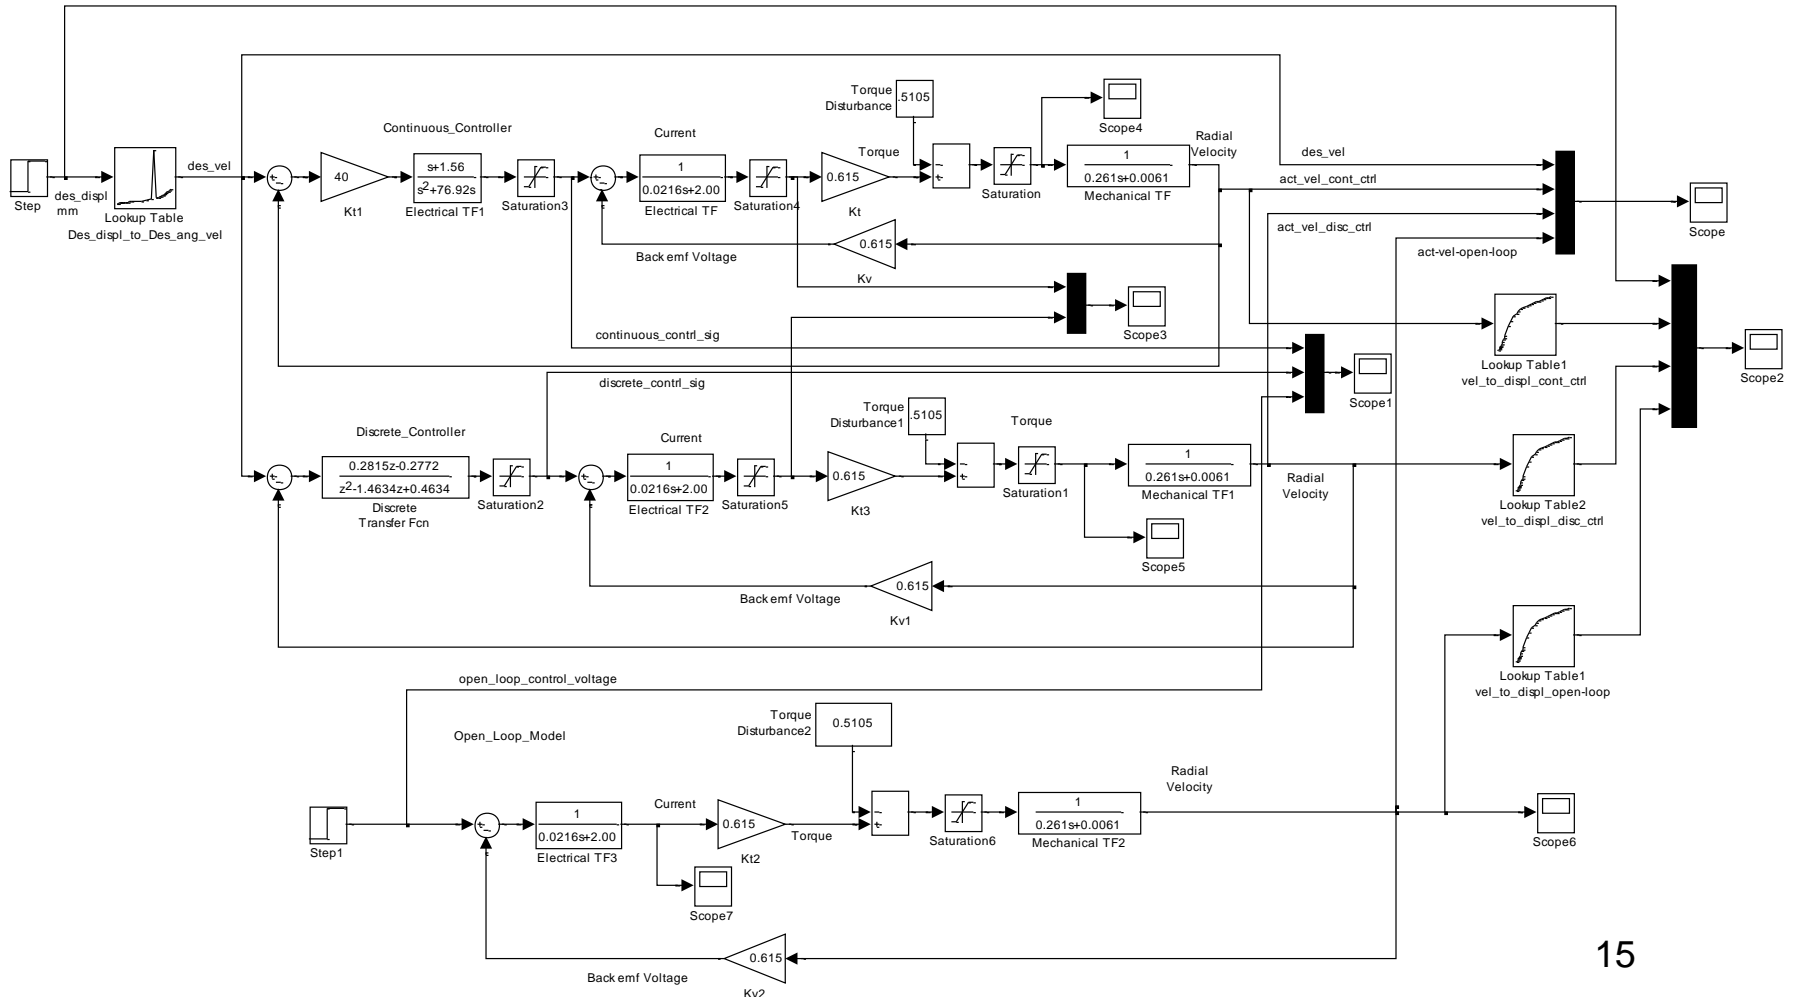 Step
des_displ
mm
Lookup Table
Des_displ_to_Des_ang_vel
des_vel
40
Kt1
Continuous_Controller
s+1.56
s2+76.92s
Electrical TF1
Saturation3
Current
1
0.0216s+2.00
Electrical TF
Saturation4
0.615
Kt
Torque
Torque
Disturbance
.5105
Saturation
Scope4
1
0.261s+0.0061
Mechanical TF
Radial
Velocity
des_vel
act_vel_cont_ctrl
act_vel_disc_ctrl
act-vel-open-loop
Scope
0.615
Kv
Back emf Voltage
Scope3
continuous_contrl_sig
discrete_contrl_sig
Scope1
Lookup Table1
vel_to_displ_cont_ctrl
Scope2
Discrete_Controller
0.2815z-0.2772
z2-1.4634z+0.4634
Discrete
Transfer Fcn
Saturation2
Current
1
0.0216s+2.00
Electrical TF2
Saturation5
0.615
Kt3
Torque
Disturbance1
.5105
Torque
Saturation1
1
0.261s+0.0061
Mechanical TF1
Radial
Velocity
Scope5
Lookup Table2
vel_to_displ_disc_ctrl
0.615
Kv1
Back emf Voltage
open_loop_control_voltage
Lookup Table1
vel_to_displ_open-loop
Open_Loop_Model
Torque
Disturbance2
0.5105
Step1
1
0.0216s+2.00
Electrical TF3
Current
0.615
Kt2
Torque
Saturation6
1
0.261s+0.0061
Mechanical TF2
Radial
Velocity
Scope6
Scope7
0.615
Back emf Voltage
Kv2
15